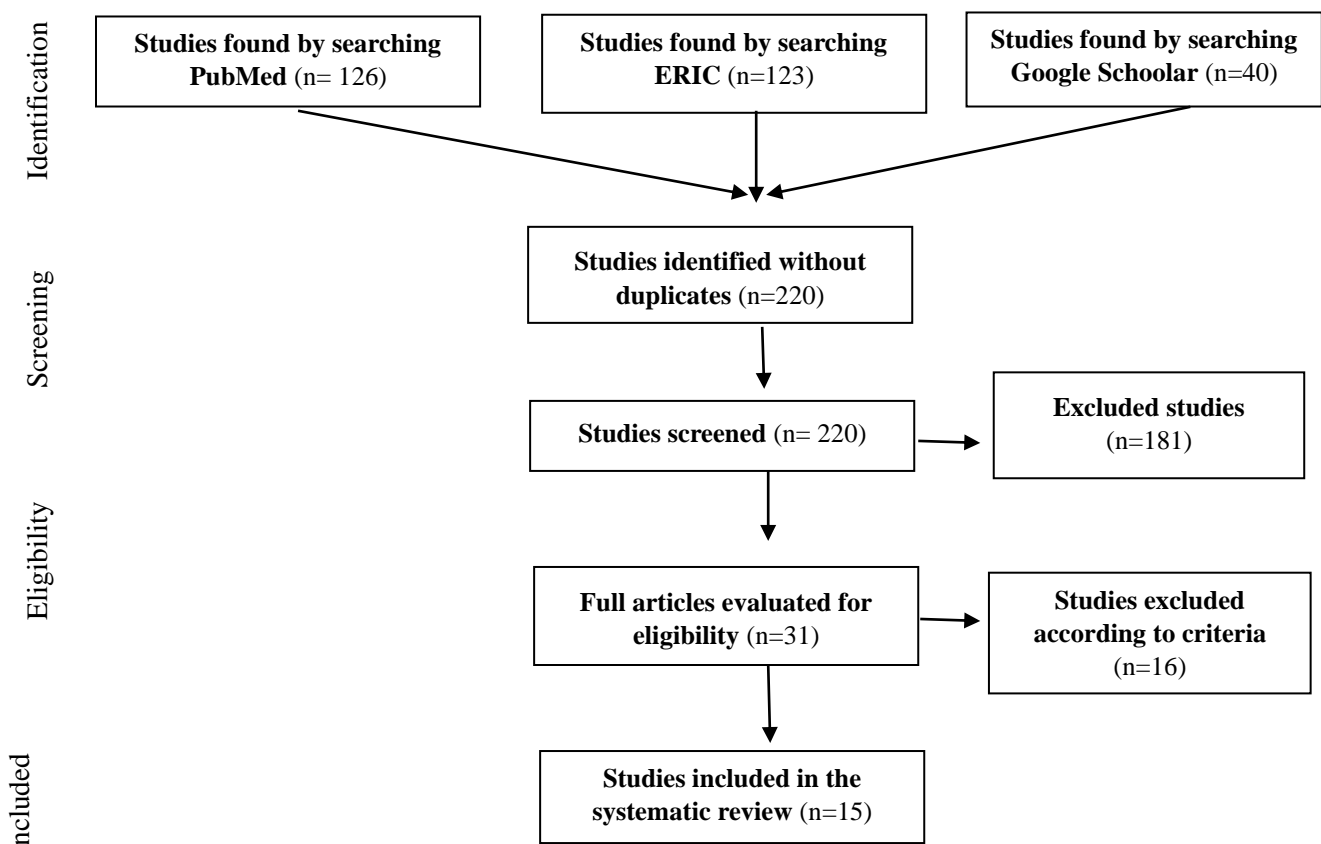 Identification
Studies found by searching
PubMed (n= 126)
Studies found by searching
ERIC (n=123)
Studies found by searching
Google Schoolar (n=40)
Screening
Studies identified without
duplicates (n=220)
Studies screened (n= 220)
Excluded studies
(n=181)
Eligibility
Full articles evaluated for
eligibility (n=31)
Studies excluded
according to criteria
(n=16)
ncluded
Studies included in the
systematic review (n=15)